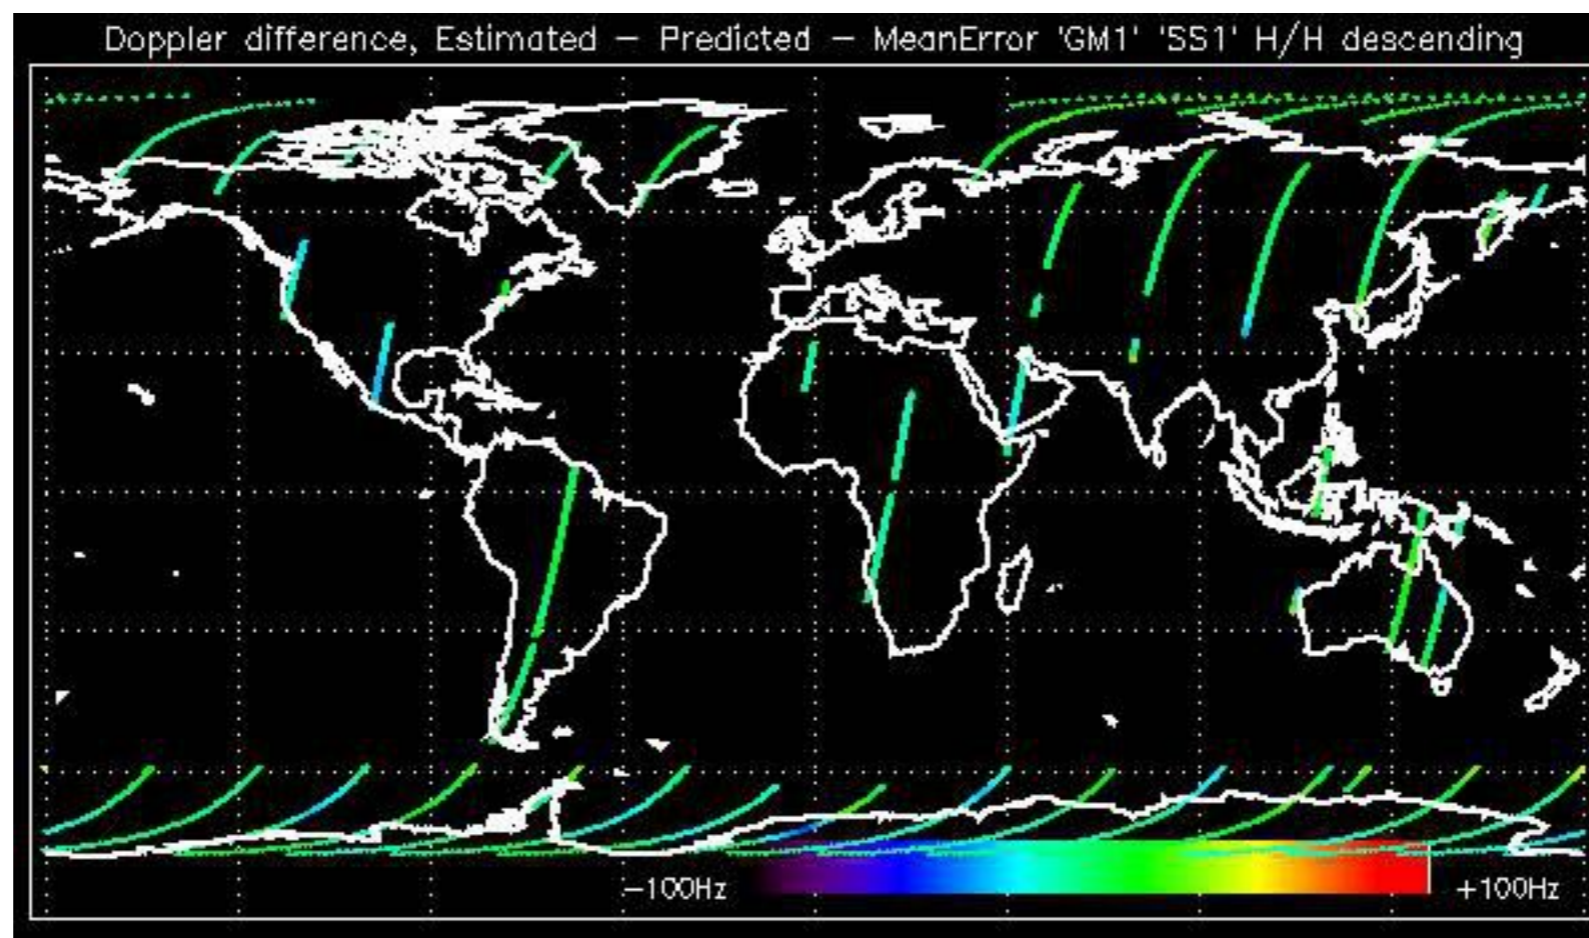 Doppler difference, Estimated – Predicted – MeanError 'GM1' 'SS1' H/H descending
–100Hz +100Hz